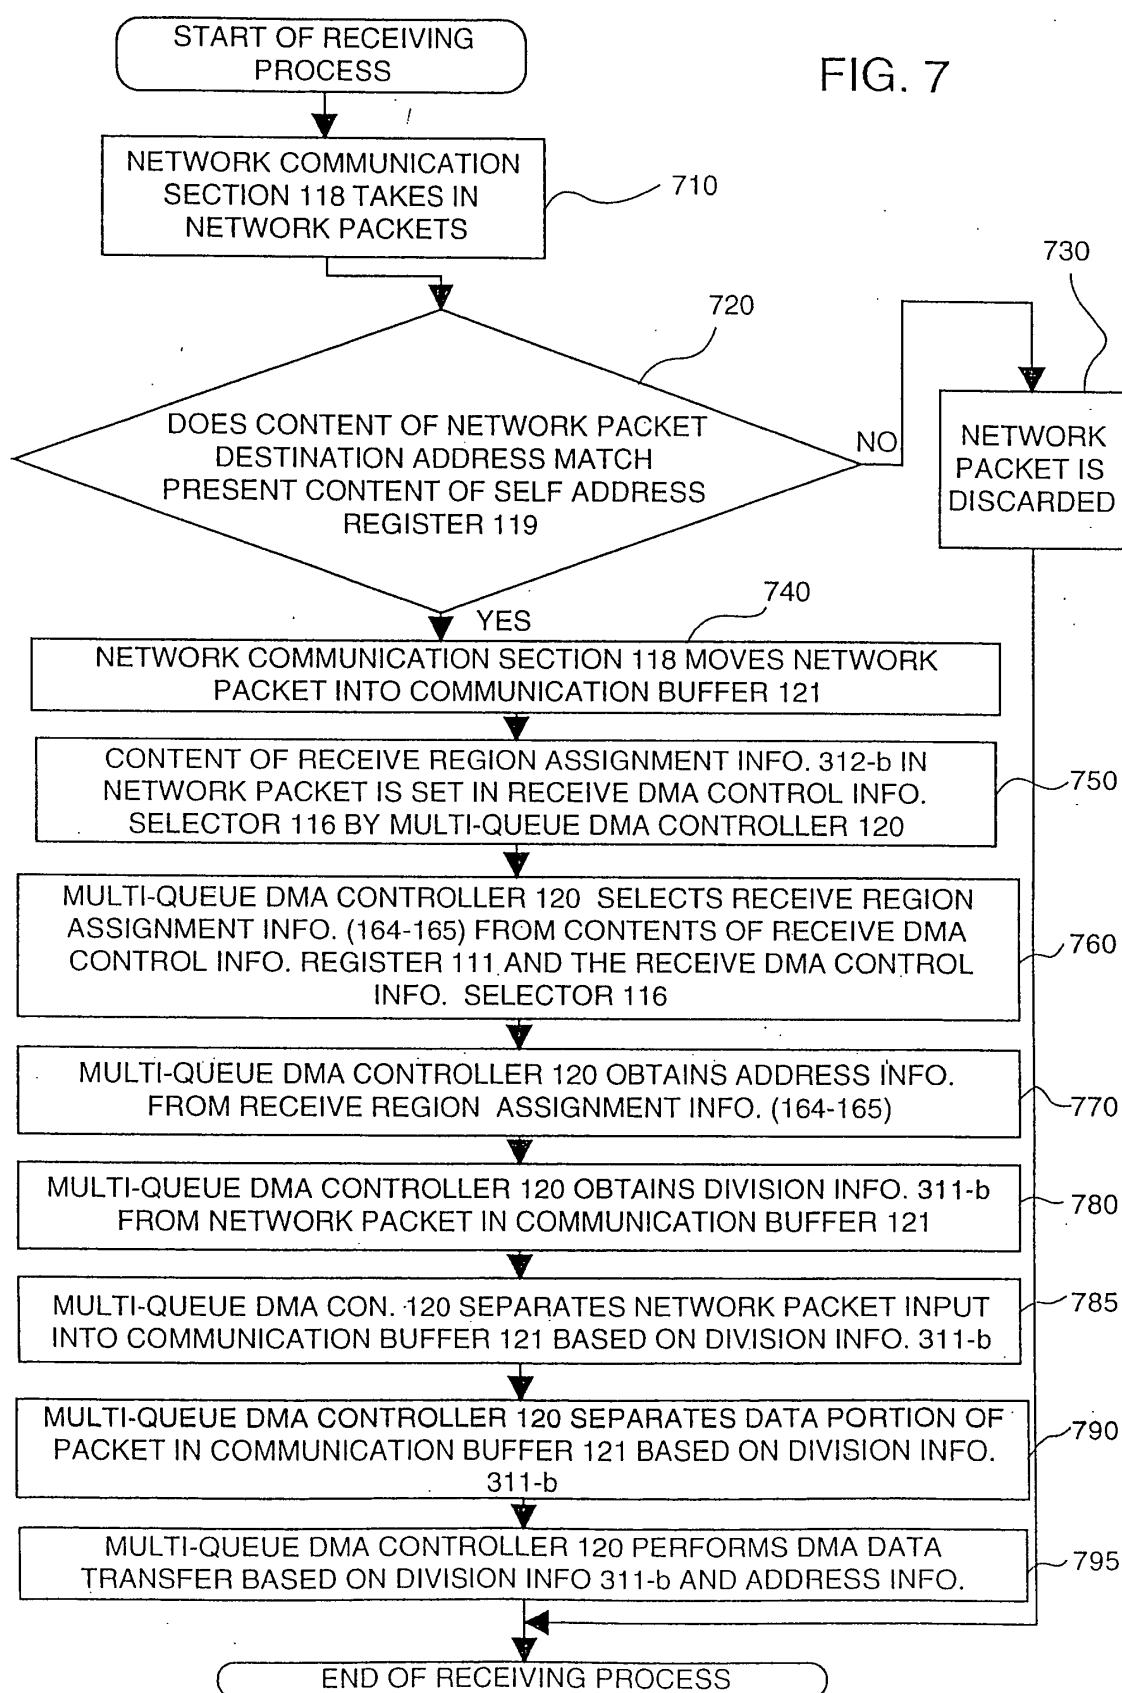 START OF RECEIVING
PROCESS
FIG. 7
NETWORK COMMUNICATION
SECTION 118 TAKES IN
NETWORK PACKETS
710
720
730
DOES CONTENT OF NETWORK PACKET
DESTINATION ADDRESS MATCH
PRESENT CONTENT OF SELF ADDRESS
REGISTER 119
NO
NETWORK
PACKET IS
DISCARDED
YES
740
NETWORK COMMUNICATION SECTION 118 MOVES NETWORK
PACKET INTO COMMUNICATION BUFFER 121
CONTENT OF RECEIVE REGION ASSIGNMENT INFO. 312-b IN
NETWORK PACKET IS SET IN RECEIVE DMA CONTROL INFO.
SELECTOR 116 BY MULTI-QUEUE DMA CONTROLLER 120
750
MULTI-QUEUE DMA CONTROLLER 120 SELECTS RECEIVE REGION
ASSIGNMENT INFO. (164-165) FROM CONTENTS OF RECEIVE DMA
CONTROL INFO. REGISTER 111 AND THE RECEIVE DMA CONTROL
INFO. SELECTOR 116
760
MULTI-QUEUE DMA CONTROLLER 120 OBTAINS ADDRESS INFO.
FROM RECEIVE REGION ASSIGNMENT INFO. (164-165)
770
MULTI-QUEUE DMA CONTROLLER 120 OBTAINS DIVISION INFO. 311-b
FROM NETWORK PACKET IN COMMUNICATION BUFFER 121
780
MULTI-QUEUE DMA CON. 120 SEPARATES NETWORK PACKET INPUT
INTO COMMUNICATION BUFFER 121 BASED ON DIVISION INFO. 311-b
785
MULTI-QUEUE DMA CONTROLLER 120 SEPARATES DATA PORTION OF
PACKET IN COMMUNICATION BUFFER 121 BASED ON DIVISION INFO.
311-b
790
MULTI-QUEUE DMA CONTROLLER 120 PERFORMS DMA DATA
TRANSFER BASED ON DIVISION INFO 311-b AND ADDRESS INFO.
795
END OF RECEIVING PROCESS